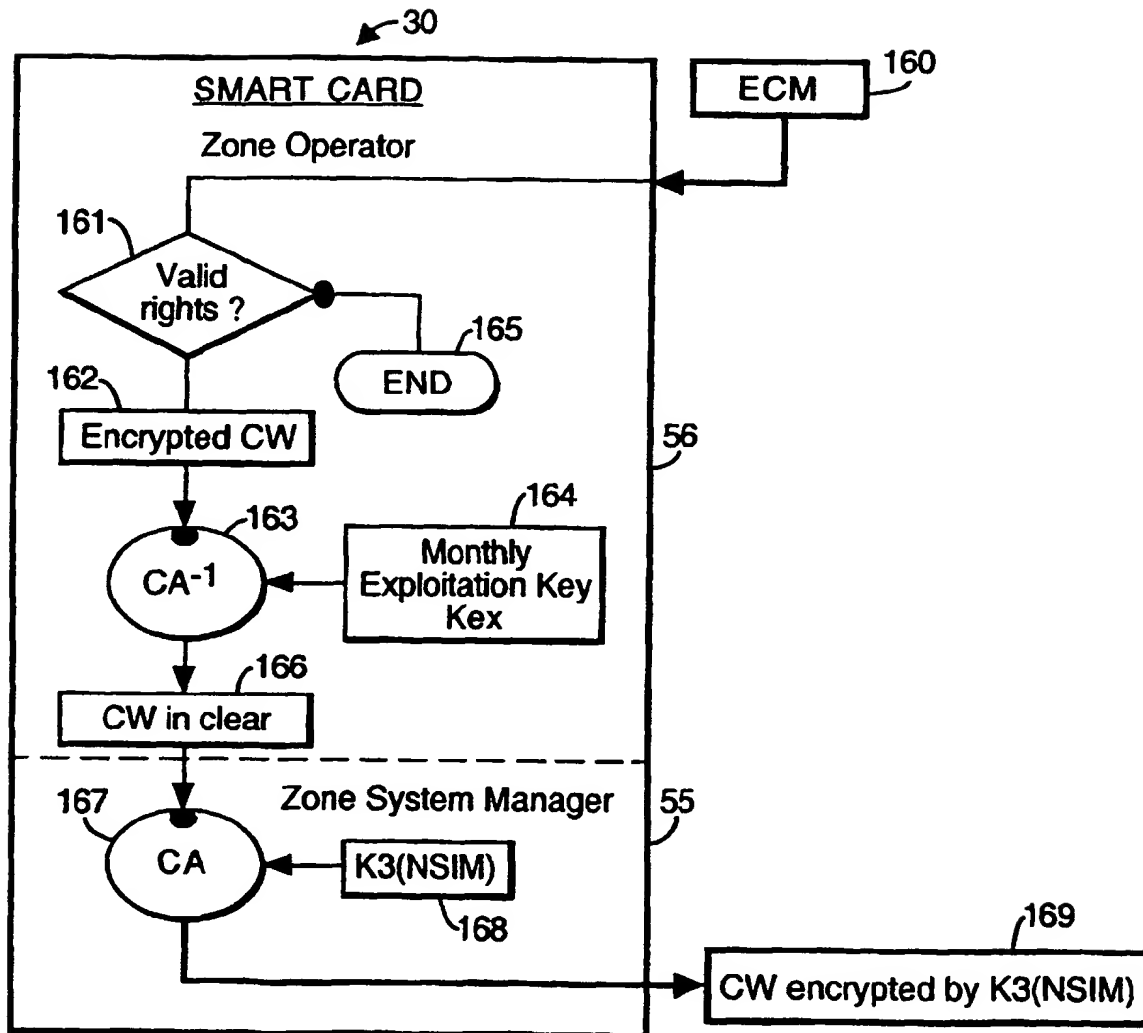 30
SMART CARD
ECM
160
Zone Operator
161
Valid
rights ?
165
END
162
Encrypted CW
56
163
164
CA-1
Monthly
Exploitation Key
Kex
166
CW in clear
167
Zone System Manager
55
CA
K3(NSIM)
168
169
CW encrypted by K3(NSIM)